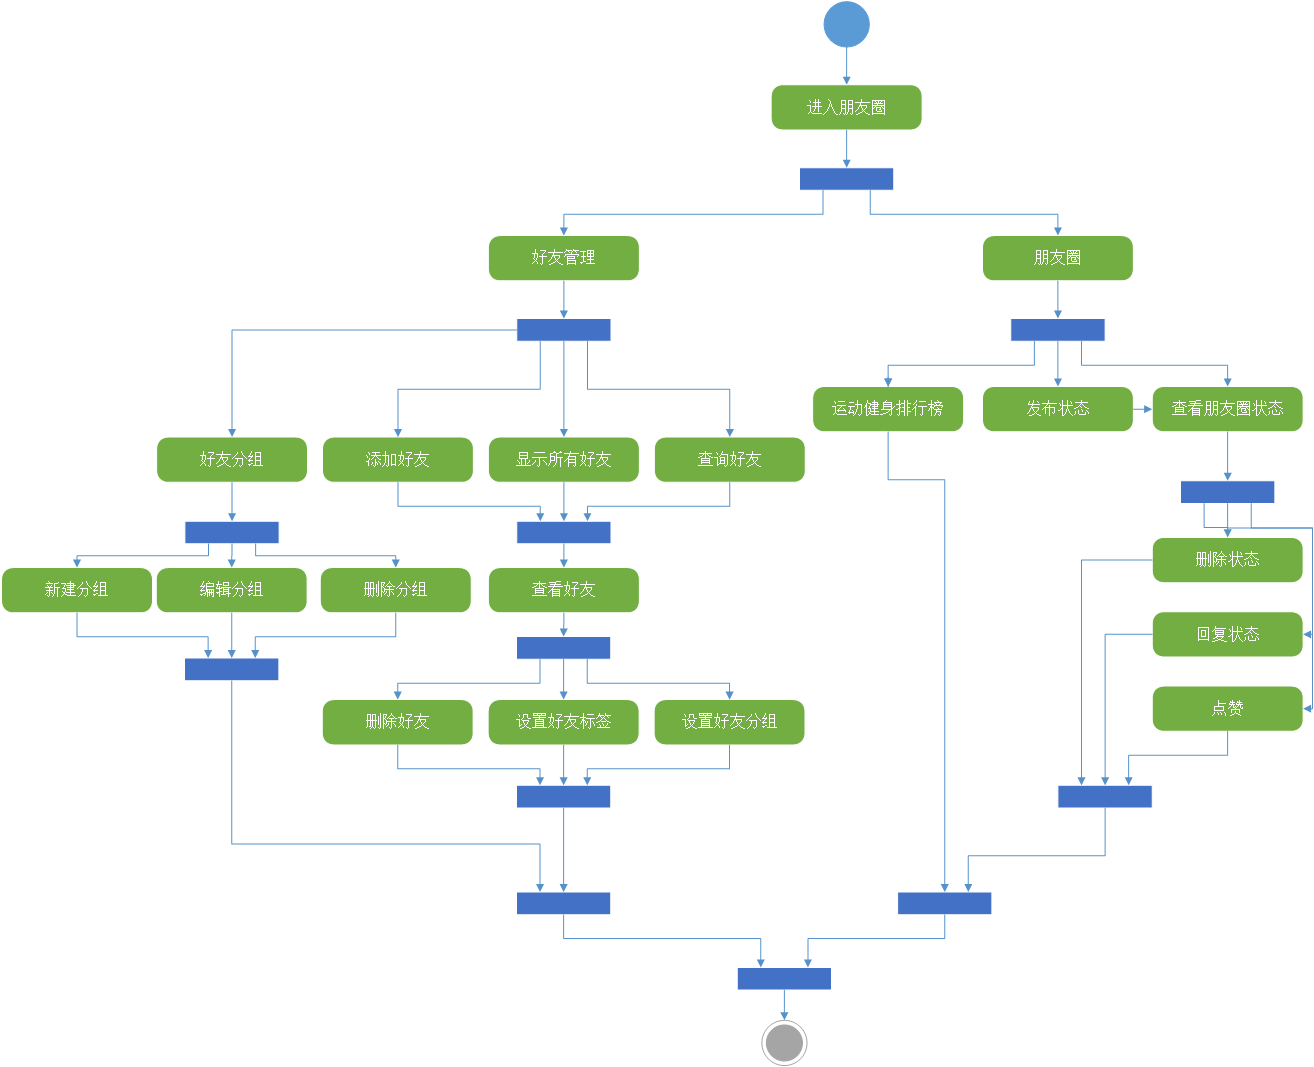 进入朋友圈
好友管理
朋友圈
运动健身排行榜
发布状态
查看朋友圈状态
好友分组
添加好友
显示所有好友
查询好友
删除状态
新建分组
编辑分组
删除分组
查看好友
回复状态
点赞
删除好友
设置好友标签
设置好友分组